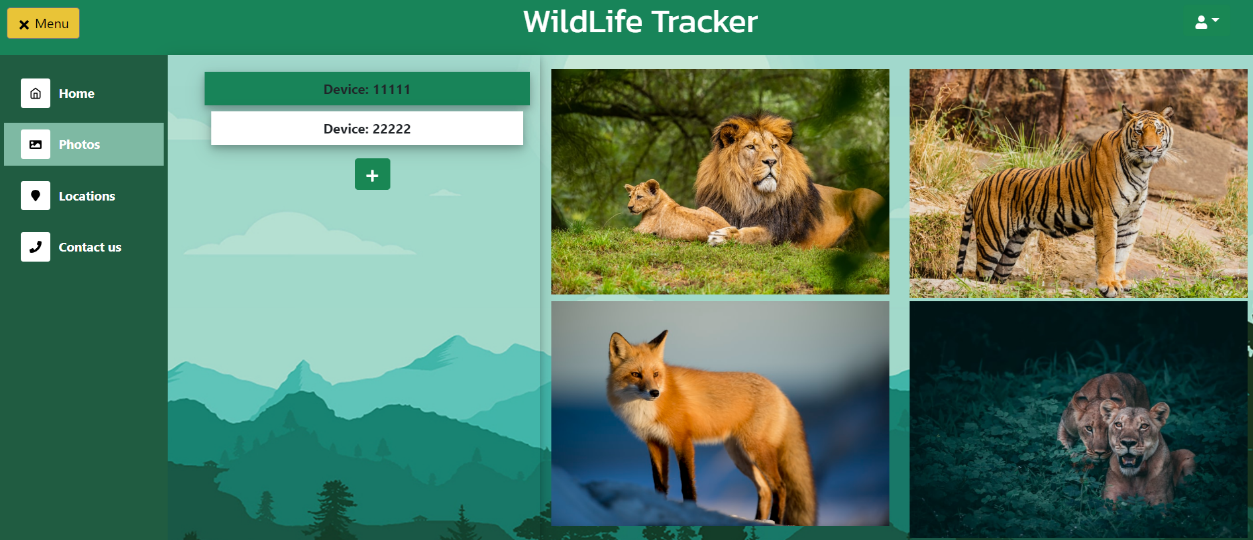 Menu
WildLife Tracker
Home
Photos
Locations
Contact us
Device: 11111
Device: 22222